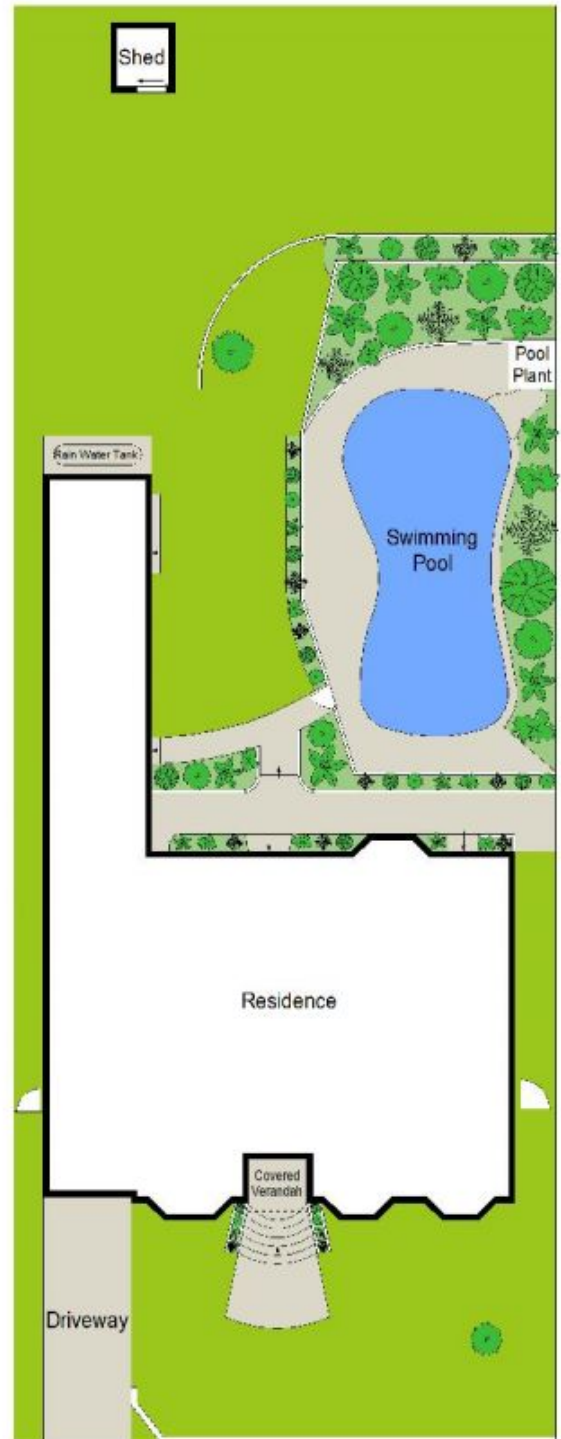 Shed
Pool
Plant
Rain Water Tank
Swimming
Pool
Residence
Covered
Verandah
Driveway